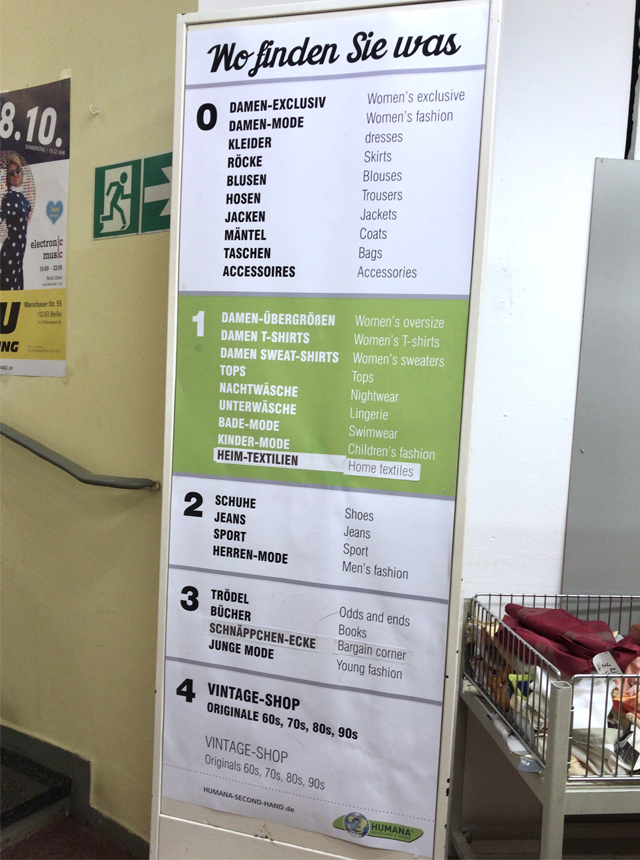 Wo finden Sie was
0
DAMEN-EXCLUSIV Women's exclusive
DAMEN-MODE Women's fashion
KLEIDER dresses
RÖCKE Skirts
BLUSEN Blouses
HOSEN Trousers
JACKEN Jackets
MÄNTEL Coats
TASCHEN Bags
ACCESSOIRES Accessories
1
DAMEN-ÜBERGRÖßEN Women's oversize
DAMEN T-SHIRTS Women's T-shirts
DAMEN SWEAT-SHIRTS Women's sweaters
TOPS Tops
NACHTWÄSCHE Nightwear
UNTERWÄSCHE Lingerie
BADE-MODE Swimwear
KINDER-MODE Children's fashion
HEIM-TEXTILIEN Home textiles
2
SCHUHE Shoes
JEANS Jeans
SPORT Sport
HERREN-MODE Men's fashion
3
TRÖDEL Odds and ends
BÜCHER Books
SCHNÄPPCHEN-ECKE Bargain corner
JUNGE MODE Young fashion
4
VINTAGE-SHOP
ORIGINALE 60s, 70s, 80s, 90s
VINTAGE-SHOP
Originals 60s, 70s, 80s, 90s
HUMANA-SECOND-HAND.de
HUMANA
8.10.
electronic
music
Warschauer Str. 55
10243 Berlin